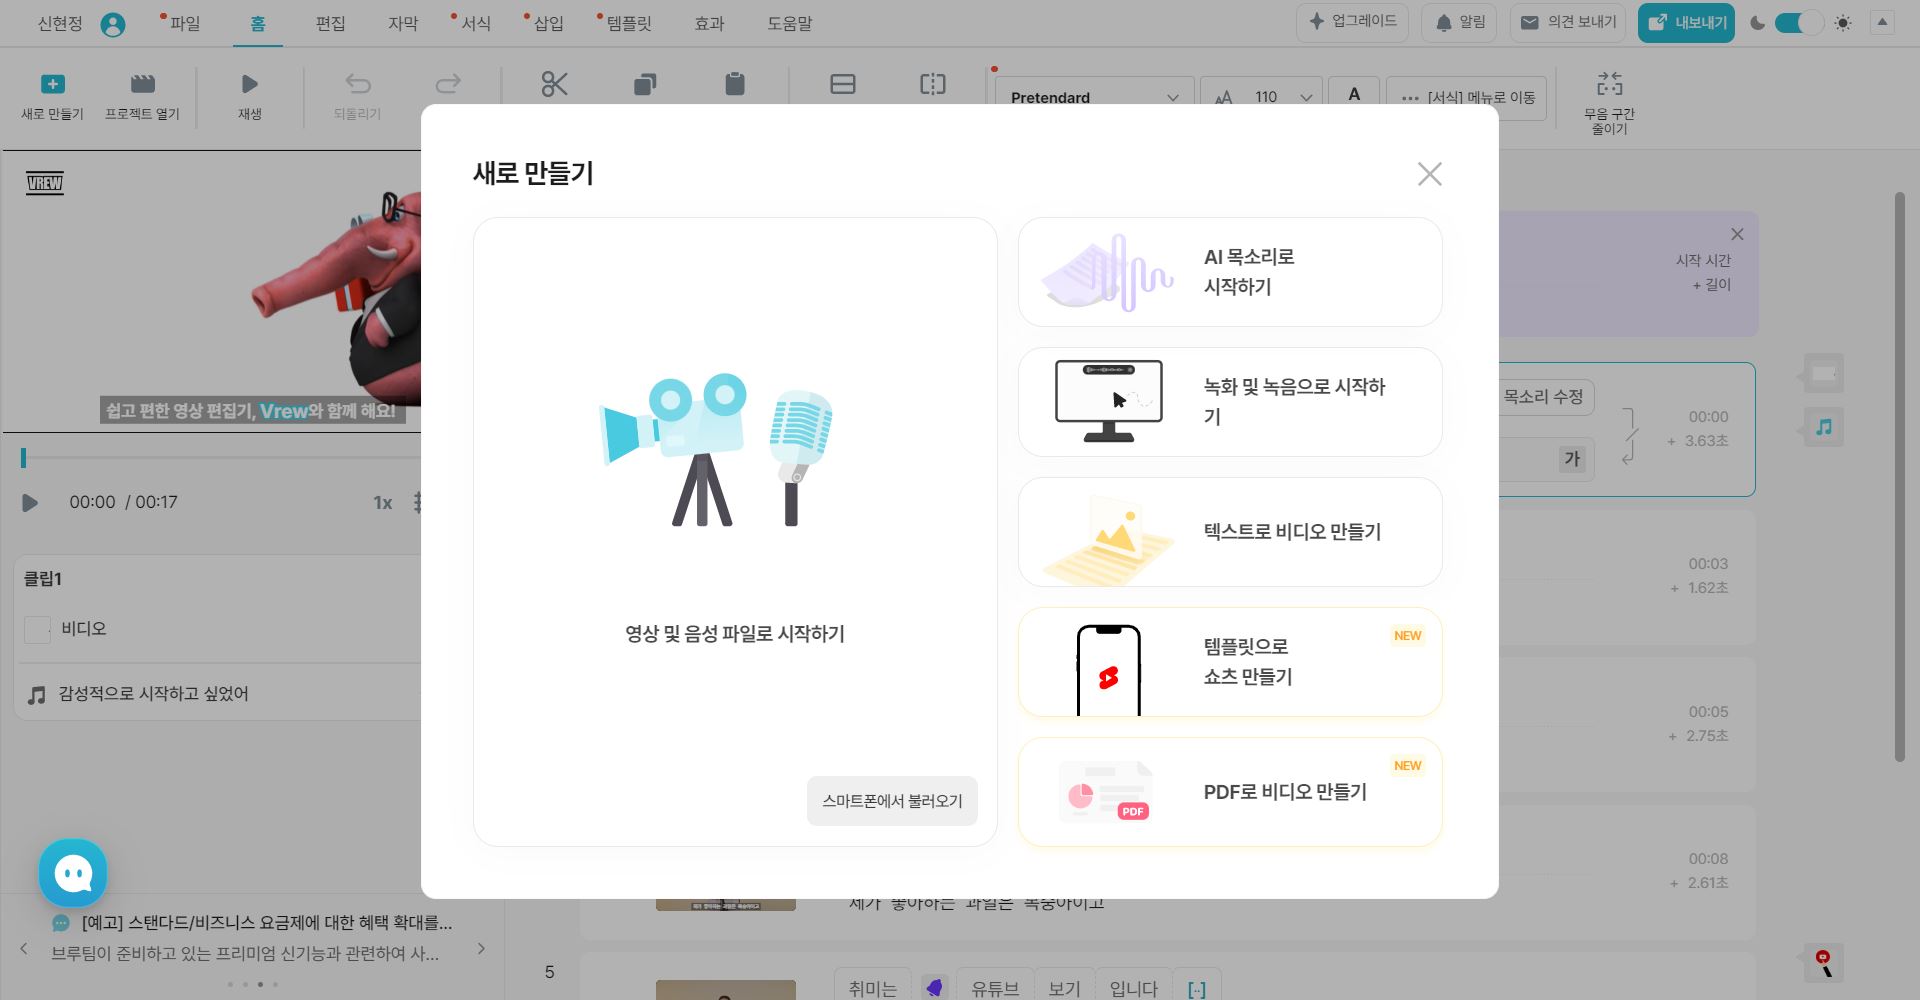 신현정
파일
홈
편집
자막
서식
삽입
템플릿
효과
도움말
업그레이드
알림
의견 보내기
내보내기
새로 만들기
프로젝트 열기
재생
되돌리기
Pretendard
110
A
[서식] 메뉴로 이동
무음 구간
줄이기
VREW
쉽고 편한 영상 편집기, Vrew와 함께 해요!
00:00 / 00:17
1x
클립1
비디오
감성적으로 시작하고 싶었어
[예고] 스탠다드/비즈니스 요금제에 대한 혜택 확대를...
브루팀이 준비하고 있는 프리미엄 신기능과 관련하여 사...
새로 만들기
영상 및 음성 파일로 시작하기
스마트폰에서 불러오기
AI 목소리로
시작하기
녹화 및 녹음으로 시작하
기
텍스트로 비디오 만들기
템플릿으로
쇼츠 만들기
NEW
PDF
PDF로 비디오 만들기
NEW
시작 시간
+ 길이
목소리 수정
가
00:00
+ 3.63초
00:03
+ 1.62초
00:05
+ 2.75초
00:08
+ 2.61초
제가 좋아하는 과일은 복숭아이고
5
취미는 유튜브 보기 입니다 [··]